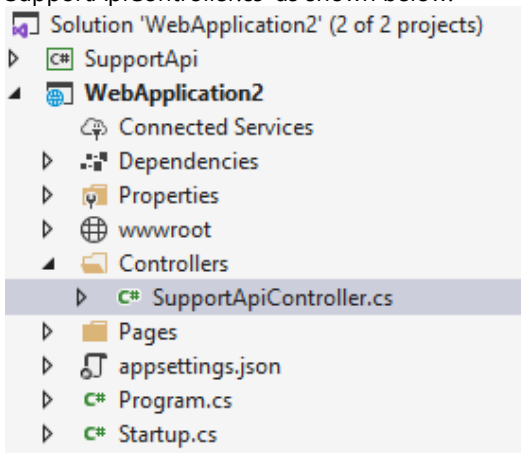 Solution 'WebApplication2' (2 of 2 projects)
C# SupportApi
WebApplication2
Connected Services
Dependencies
Properties
wwwroot
Controllers
C# SupportApiController.cs
Pages
appsettings.json
C# Program.cs
C# Startup.cs